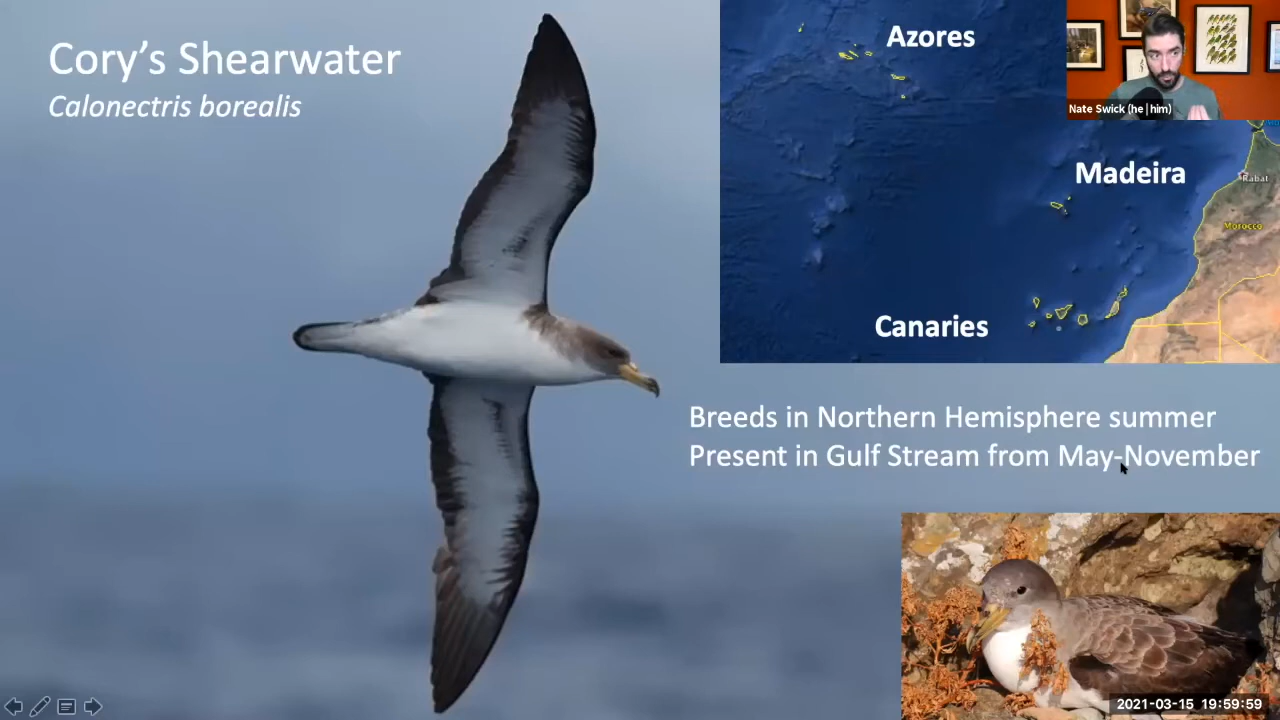 Cory's Shearwater
Calonectris borealis
Azores
Nate Swick (he|him)
Madeira
Rabat
Morocco
Canaries
Breeds in Northern Hemisphere summer
Present in Gulf Stream from May-November
2021-03-15 19:59:59